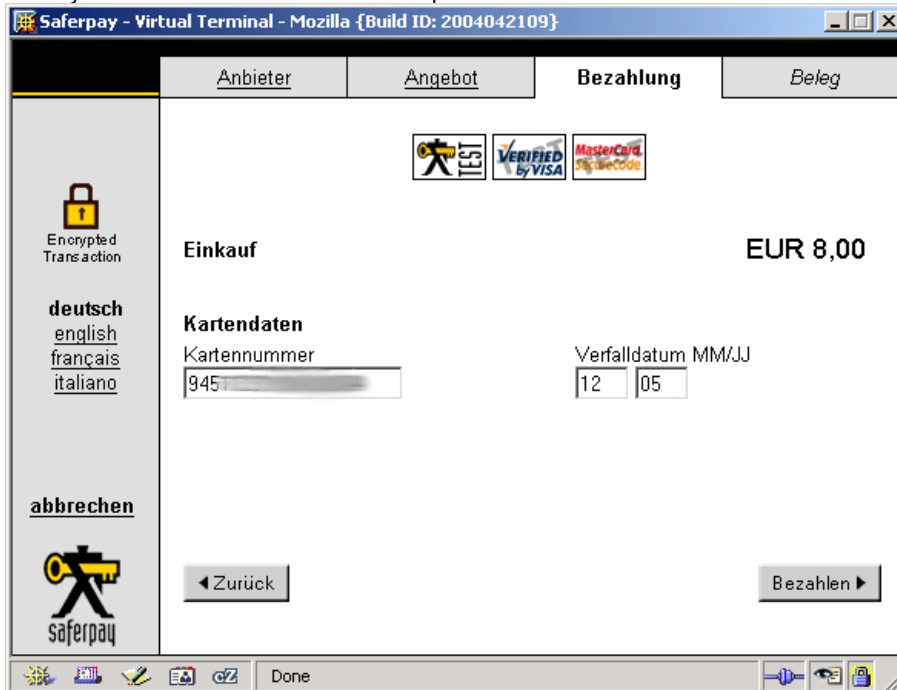 Saferpay - Virtual Terminal - Mozilla {Build ID: 2004042109}
Anbieter
Angebot
Bezahlung
Beleg
TEST
VERIFIED
by VISA
MasterCard.
SecureCode.
Encrypted
Transaction
Einkauf
EUR 8,00
deutsch
english
français
italiano
Kartendaten
Kartennummer
Verfalldatum MM/JJ
945
12
05
abbrechen
Zurück
Bezahlen
saferpay
Done